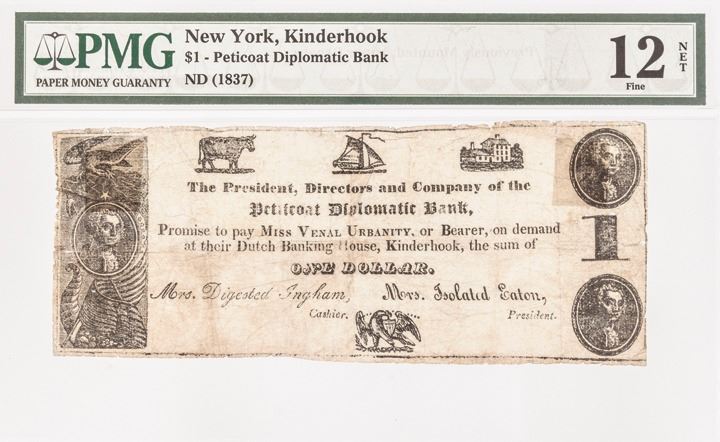 PMG
PAPER MONEY GUARANTY
New York, Kinderhook
$1 - Peticoat Diplomatic Bank
ND (1837)
12
NET
Fine
The President, Directors and Company of the
Peticoat Diplomatic Bank,
Promise to pay MISS VENAL URBANITY, or Bearer, on demand
at their Dutch Banking House, Kinderhook, the sum of
ONE DOLLAR.
Mrs. Digested Ingham, Mrs. Isolated Eaton,
Cashier. President.
1